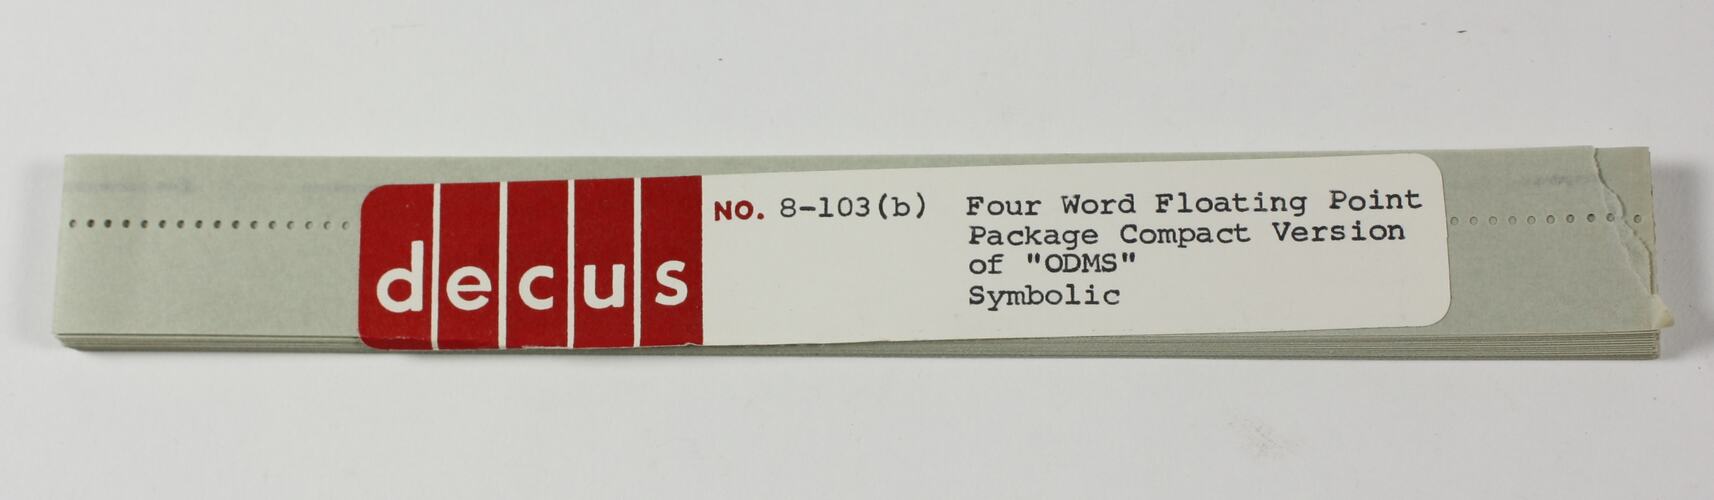 decus
NO. 8-103(b)
Four Word Floating Point
Package Compact Version
of "ODMS"
Symbolic